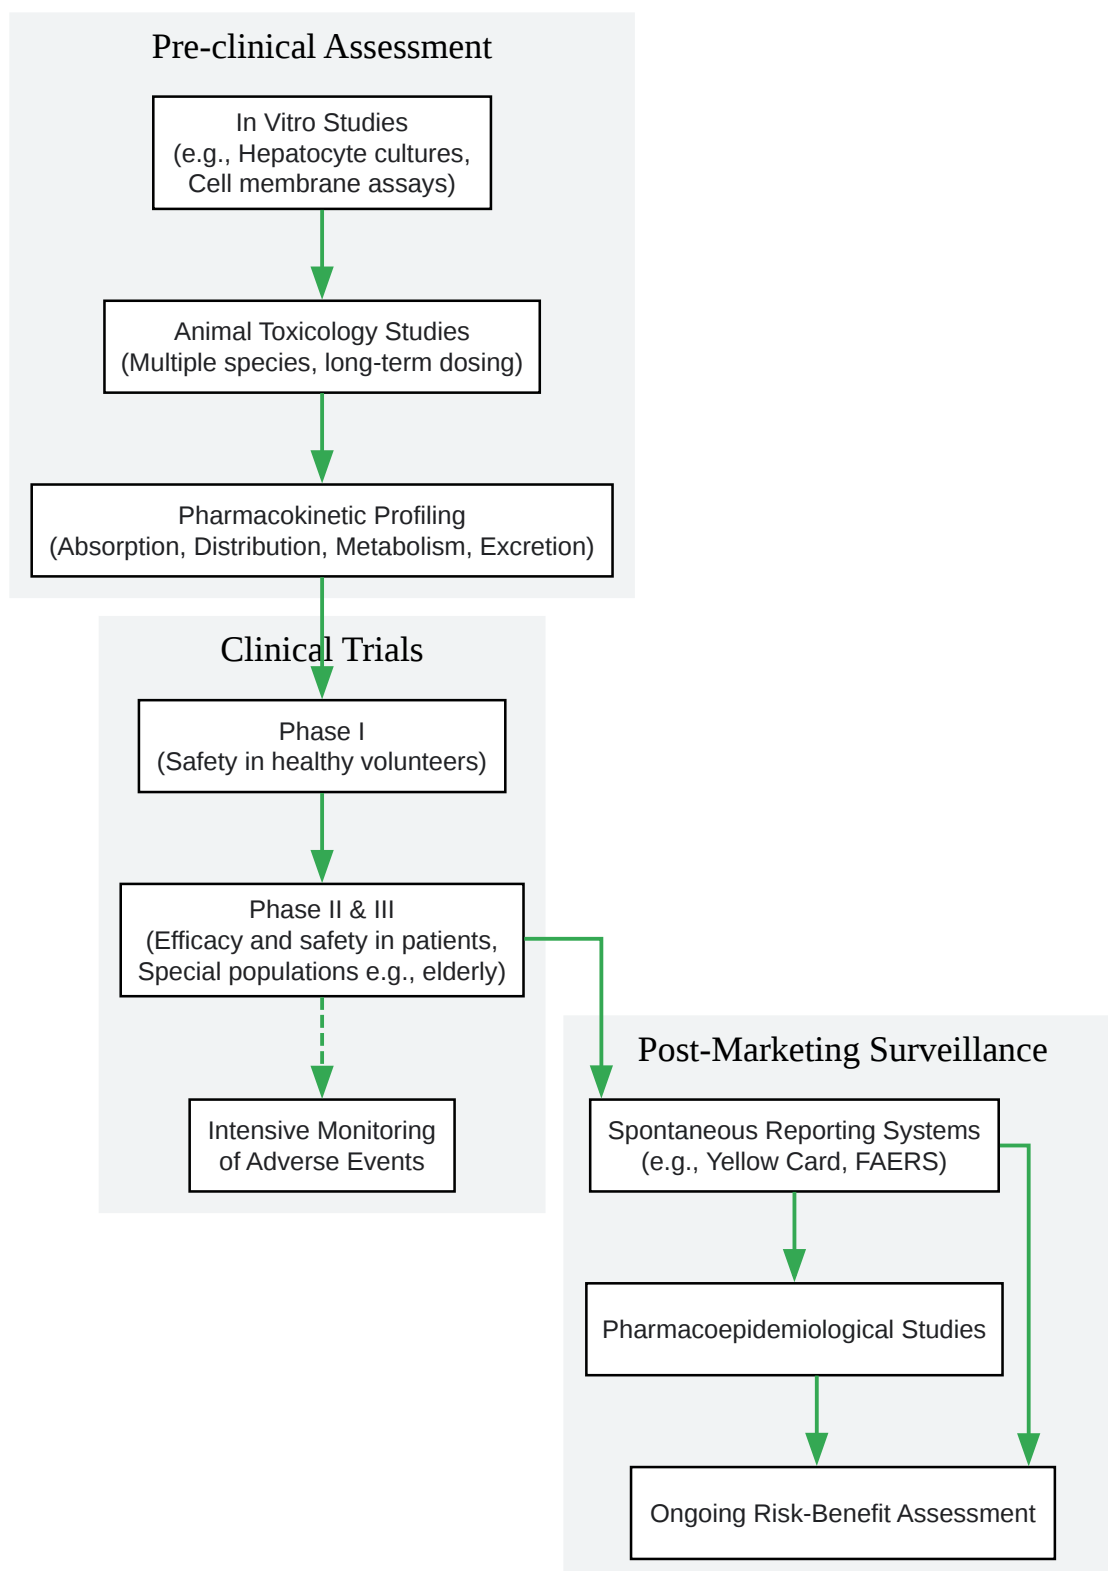 Pre-clinical Assessment
In Vitro Studies
(e.g., Hepatocyte cultures,
Cell membrane assays)
Animal Toxicology Studies
(Multiple species, long-term dosing)
Pharmacokinetic Profiling
(Absorption, Distribution, Metabolism, Excretion)
Clinical Trials
Phase I
(Safety in healthy volunteers)
Phase II & III
(Efficacy and safety in patients,
Special populations e.g., elderly)
Intensive Monitoring
of Adverse Events
Post-Marketing Surveillance
Spontaneous Reporting Systems
(e.g., Yellow Card, FAERS)
Pharmacoepidemiological Studies
Ongoing Risk-Benefit Assessment